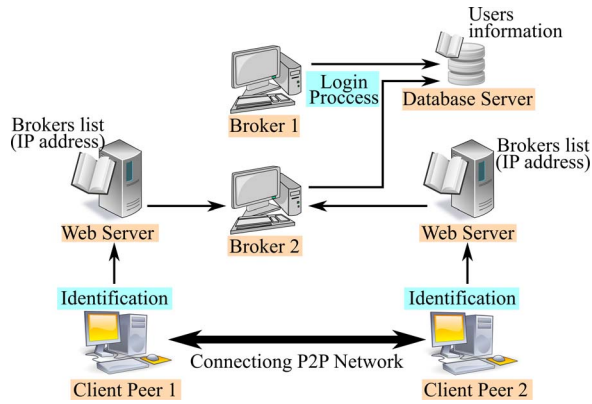 Users
information
Login
Proccess
Database Server
Broker 1
Brokers list
(IP address)
Brokers list
(IP address)
Web Server
Broker 2
Web Server
Identification
Identification
Connectiong P2P Network
Client Peer 1
Client Peer 2